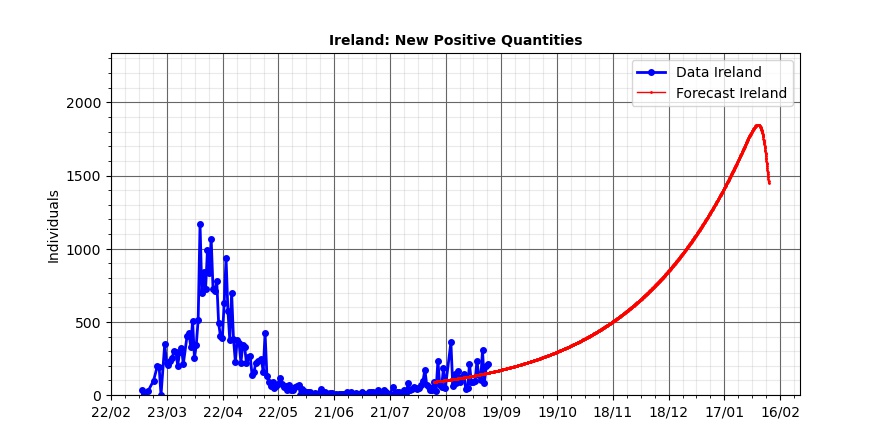 Ireland: New Positive Quantities
Data Ireland
Forecast Ireland
2000
1500
1000
500
0
Individuals
22/02 23/03 22/04 22/05 21/06 21/07 20/08 19/09 19/10 18/11 18/12 17/01 16/02